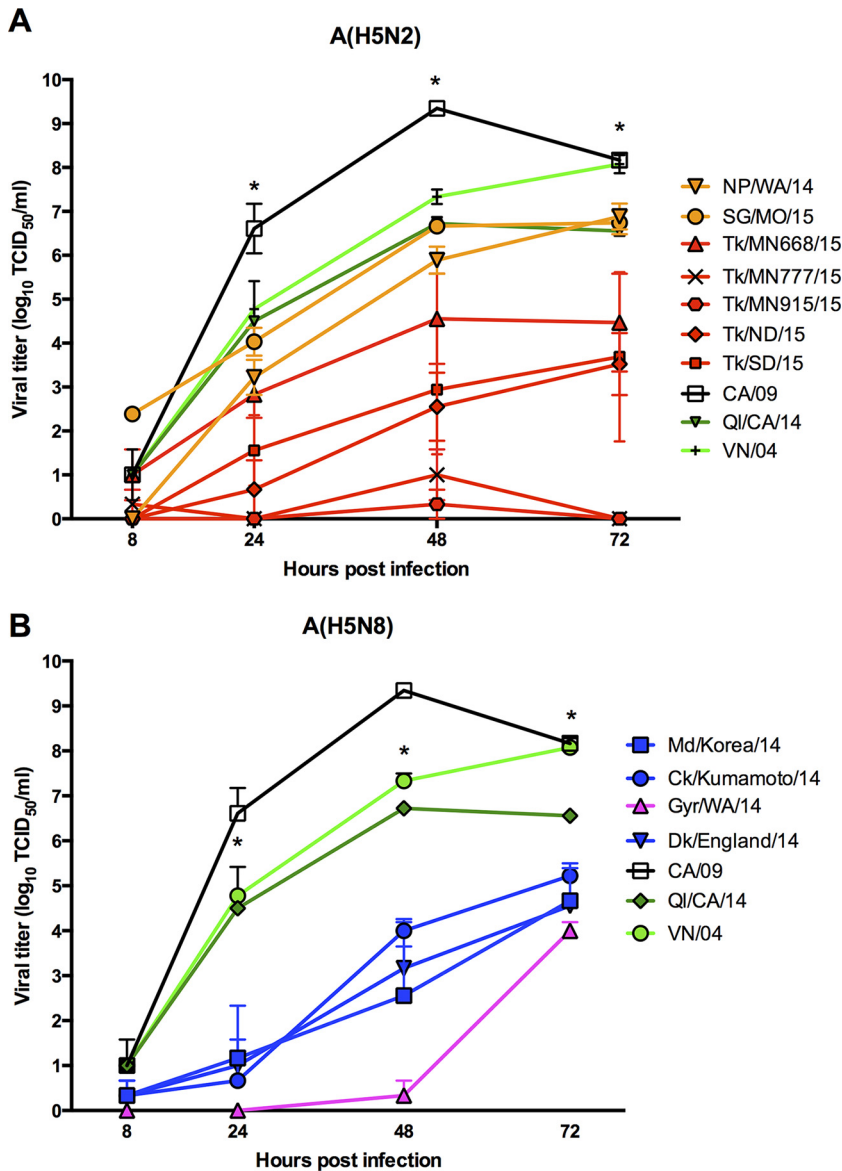 A
A(H5N2)
*
*
*
10
9
8
7
6
5
4
3
2
1
0
Viral titer (log10 TCID50/ml)
8
24
48
72
Hours post infection
NP/WA/14
SG/MO/15
Tk/MN668/15
Tk/MN777/15
Tk/MN915/15
Tk/ND/15
Tk/SD/15
CA/09
Ql/CA/14
VN/04
B
A(H5N8)
*
*
*
10
9
8
7
6
5
4
3
2
1
0
Viral titer (log10 TCID50/ml)
8
24
48
72
Hours post infection
Md/Korea/14
Ck/Kumamoto/14
Gyr/WA/14
Dk/England/14
CA/09
Ql/CA/14
VN/04